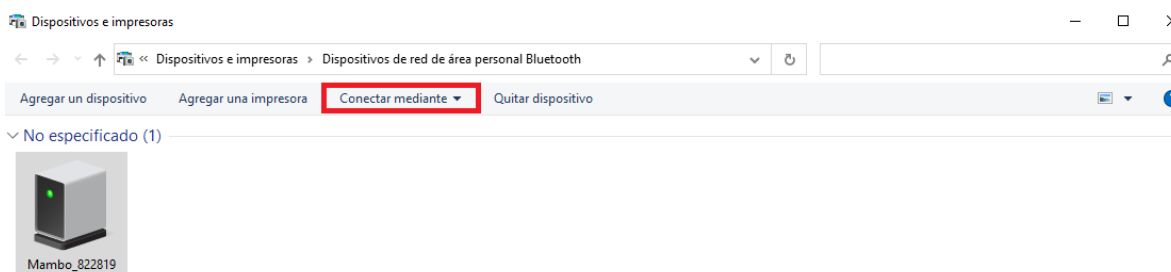 Dispositivos e impresoras
« Dispositivos e impresoras > Dispositivos de red de área personal Bluetooth
Agregar un dispositivo Agregar una impresora Conectar mediante Quitar dispositivo
No especificado (1)
Mambo_822819